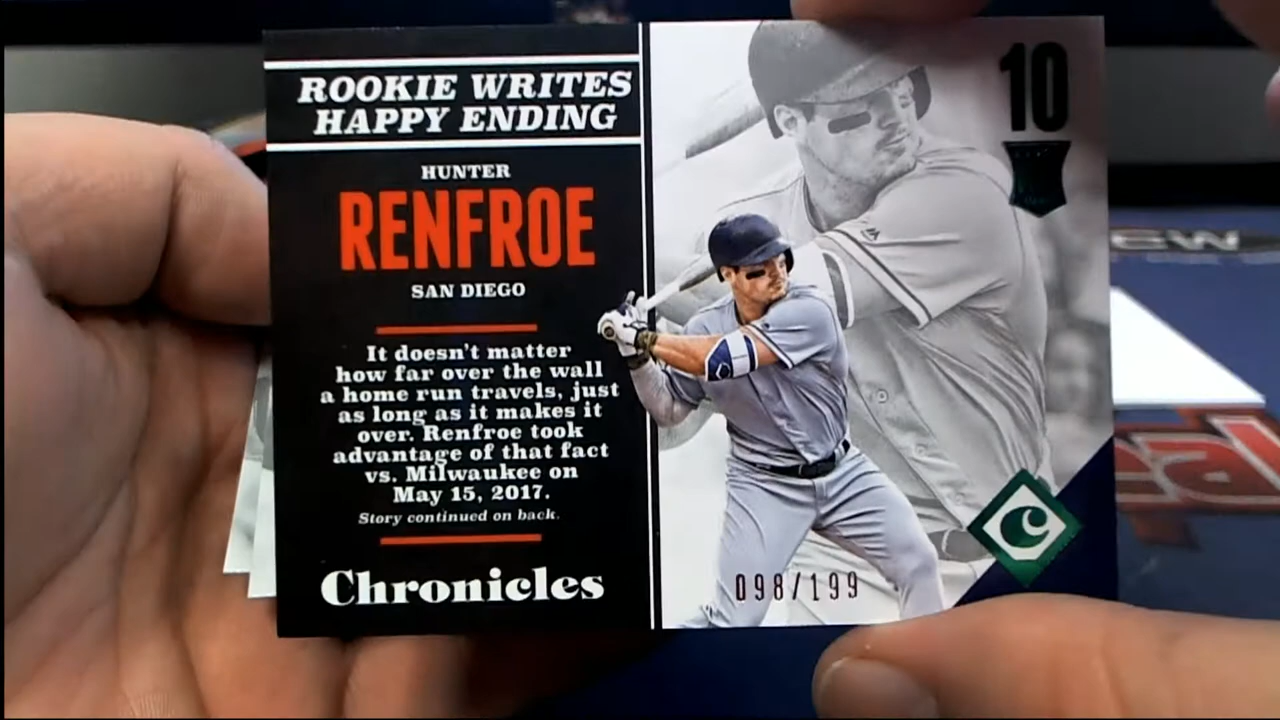 ROOKIE WRITES
HAPPY ENDING
HUNTER
RENFROE
SAN DIEGO
It doesn't matter
how far over the wall
a home run travels, just
as long as it makes it
over. Renfroe took
advantage of that fact
vs. Milwaukee on
May 15, 2017.
Story continued on back.
Chronicles
10
C
098/199